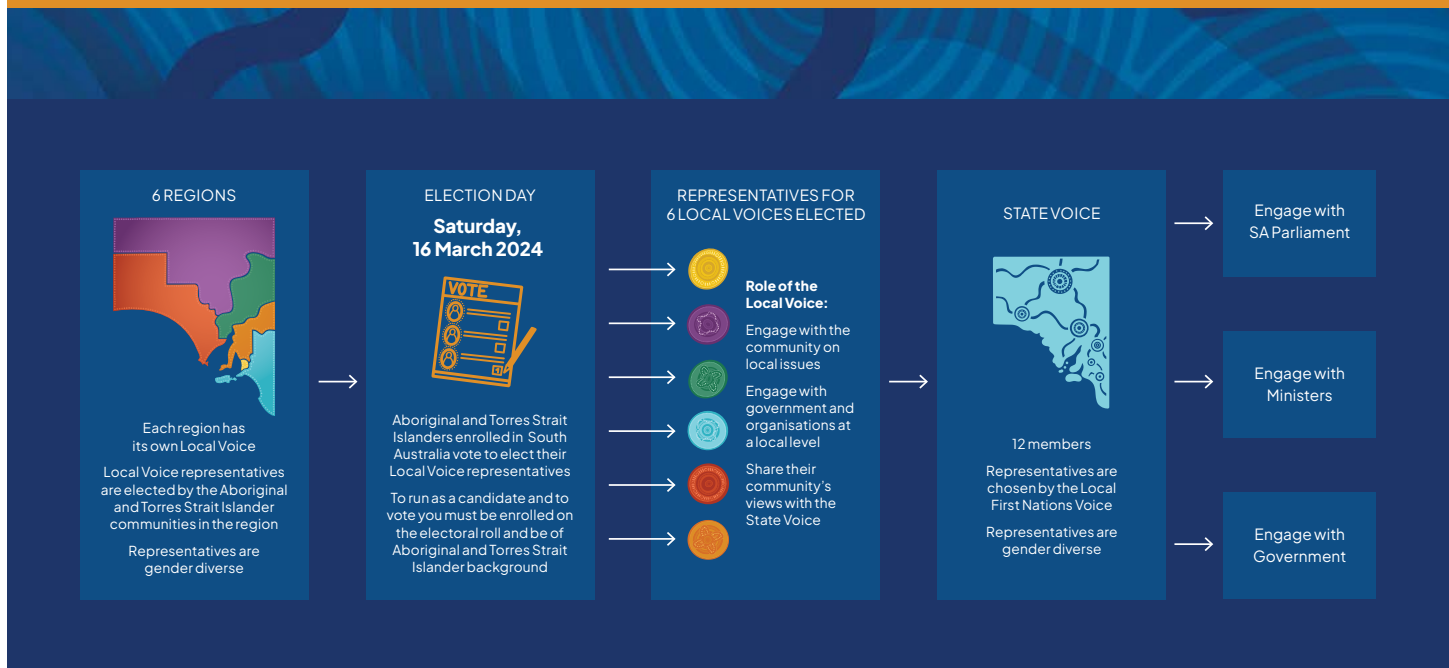 6 REGIONS
Each region has
its own Local Voice
Local Voice representatives
are elected by the Aboriginal
and Torres Strait Islander
communities in the region
Representatives are
gender diverse
ELECTION DAY
Saturday,
16 March 2024
VOTE
1
Aboriginal and Torres Strait
Islanders enrolled in South
Australia vote to elect their
Local Voice representatives
To run as a candidate and to
vote you must be enrolled on
the electoral roll and be of
Aboriginal and Torres Strait
Islander background
REPRESENTATIVES FOR
6 LOCAL VOICES ELECTED
Role of the
Local Voice:
Engage with the
community on
local issues
Engage with
government and
organisations at
a local level
Share their
community's
views with the
State Voice
STATE VOICE
12 members
Representatives are
chosen by the Local
First Nations Voice
Representatives are
gender diverse
Engage with
SA Parliament
Engage with
Ministers
Engage with
Government